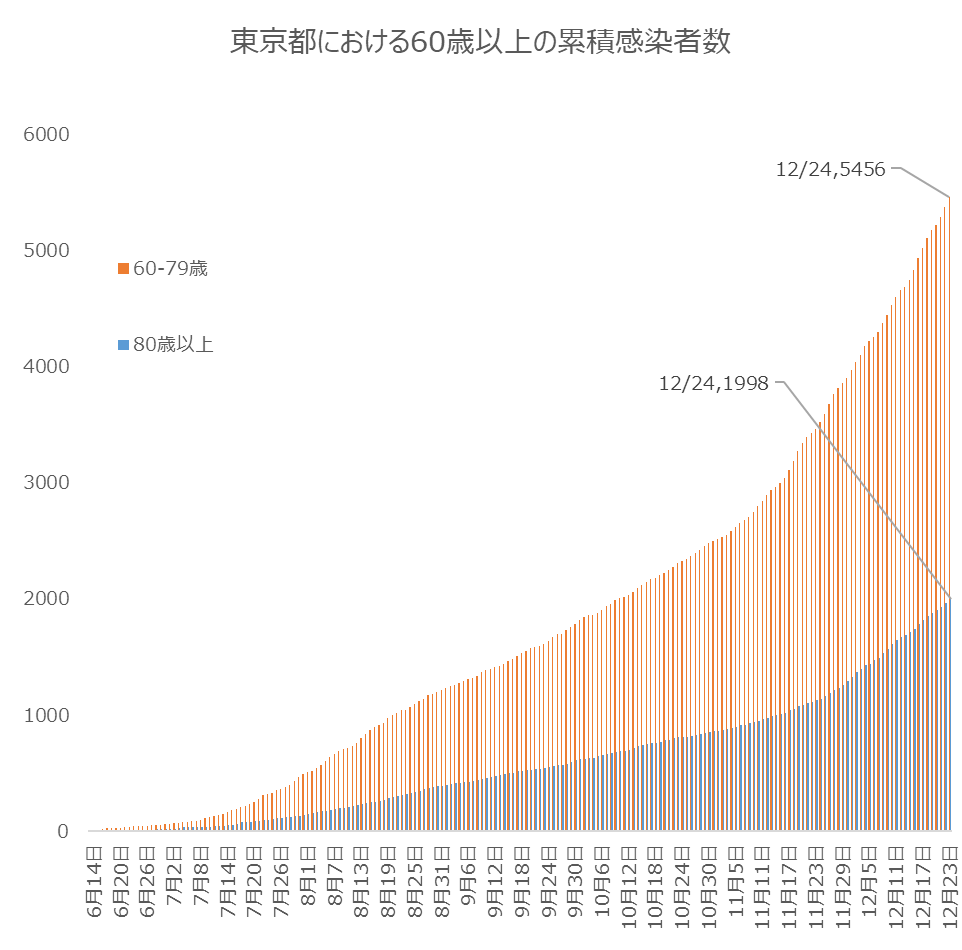 東京都における60歳以上の累積感染者数
6000
12/24,5456
5000
60-79歳
80歳以上
4000
12/24,1998
3000
2000
1000
0
6月14日
6月20日
6月26日
7月2日
7月8日
7月14日
7月20日
7月26日
8月1日
8月7日
8月13日
8月19日
8月25日
8月31日
9月6日
9月12日
9月18日
9月24日
9月30日
10月6日
10月12日
10月18日
10月24日
10月30日
11月5日
11月11日
11月17日
11月23日
11月29日
12月5日
12月11日
12月17日
12月23日